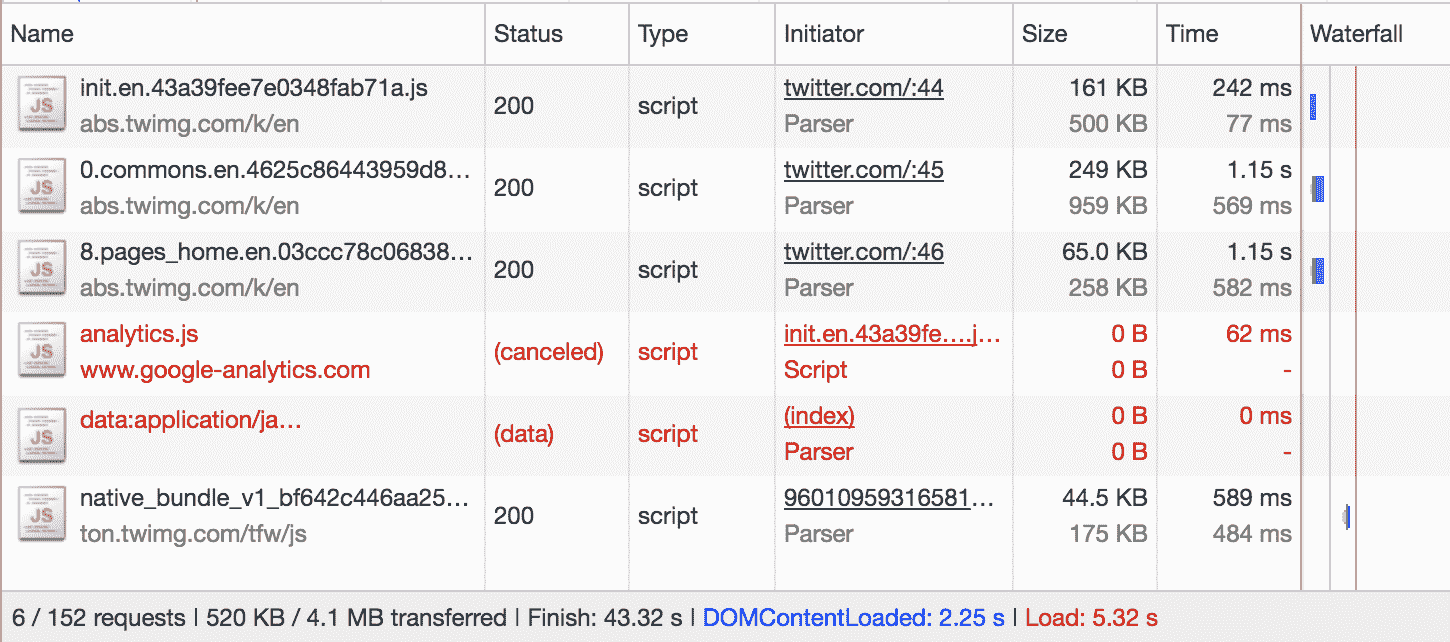 Name Status Type Initiator Size Time Waterfall
init.en.43a39fee7e0348fab71a.js 200 script twitter.com/:44 161 KB 242 ms
abs.twimg.com/k/en Parser 500 KB 77 ms
0.commons.en.4625c86443959d8... 200 script twitter.com/:45 249 KB 1.15 s
abs.twimg.com/k/en Parser 959 KB 569 ms
8.pages_home.en.03ccc78c06838... 200 script twitter.com/:46 65.0 KB 1.15 s
abs.twimg.com/k/en Parser 258 KB 582 ms
analytics.js (canceled) script init.en.43a39fe....j... 0 B 62 ms
www.google-analytics.com Script 0 B -
data:application/ja... (data) script (index) 0 B 0 ms
Parser 0 B -
native_bundle_v1_bf642c446aa25... 200 script 96010959316581... 44.5 KB 589 ms
ton.twimg.com/tfw/js Parser 175 KB 484 ms
6 / 152 requests | 520 KB / 4.1 MB transferred | Finish: 43.32 s | DOMContentLoaded: 2.25 s | Load: 5.32 s